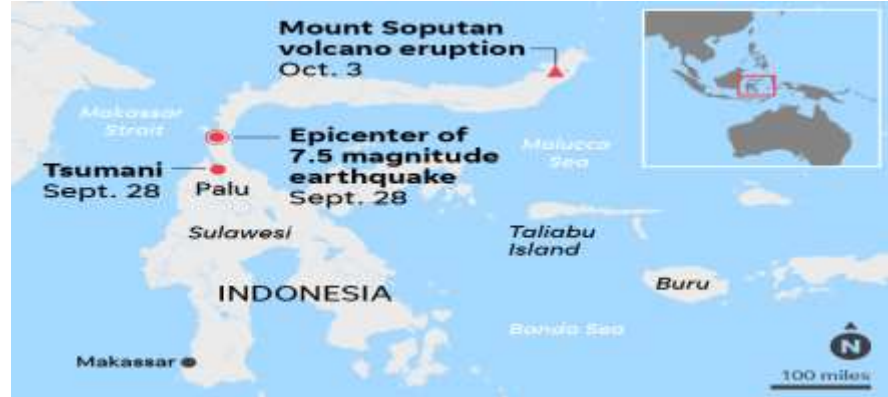 Mount Soputan
volcano eruption
Oct. 3
Makassar
Strait
Epicenter of
7.5 magnitude
earthquake
Sept. 28
Molucca
Sea
Tsumani
Sept. 28
Palu
Sulawesi
Taliabu
Island
INDONESIA
Buru
Banda Sea
N
Makassar
100 miles